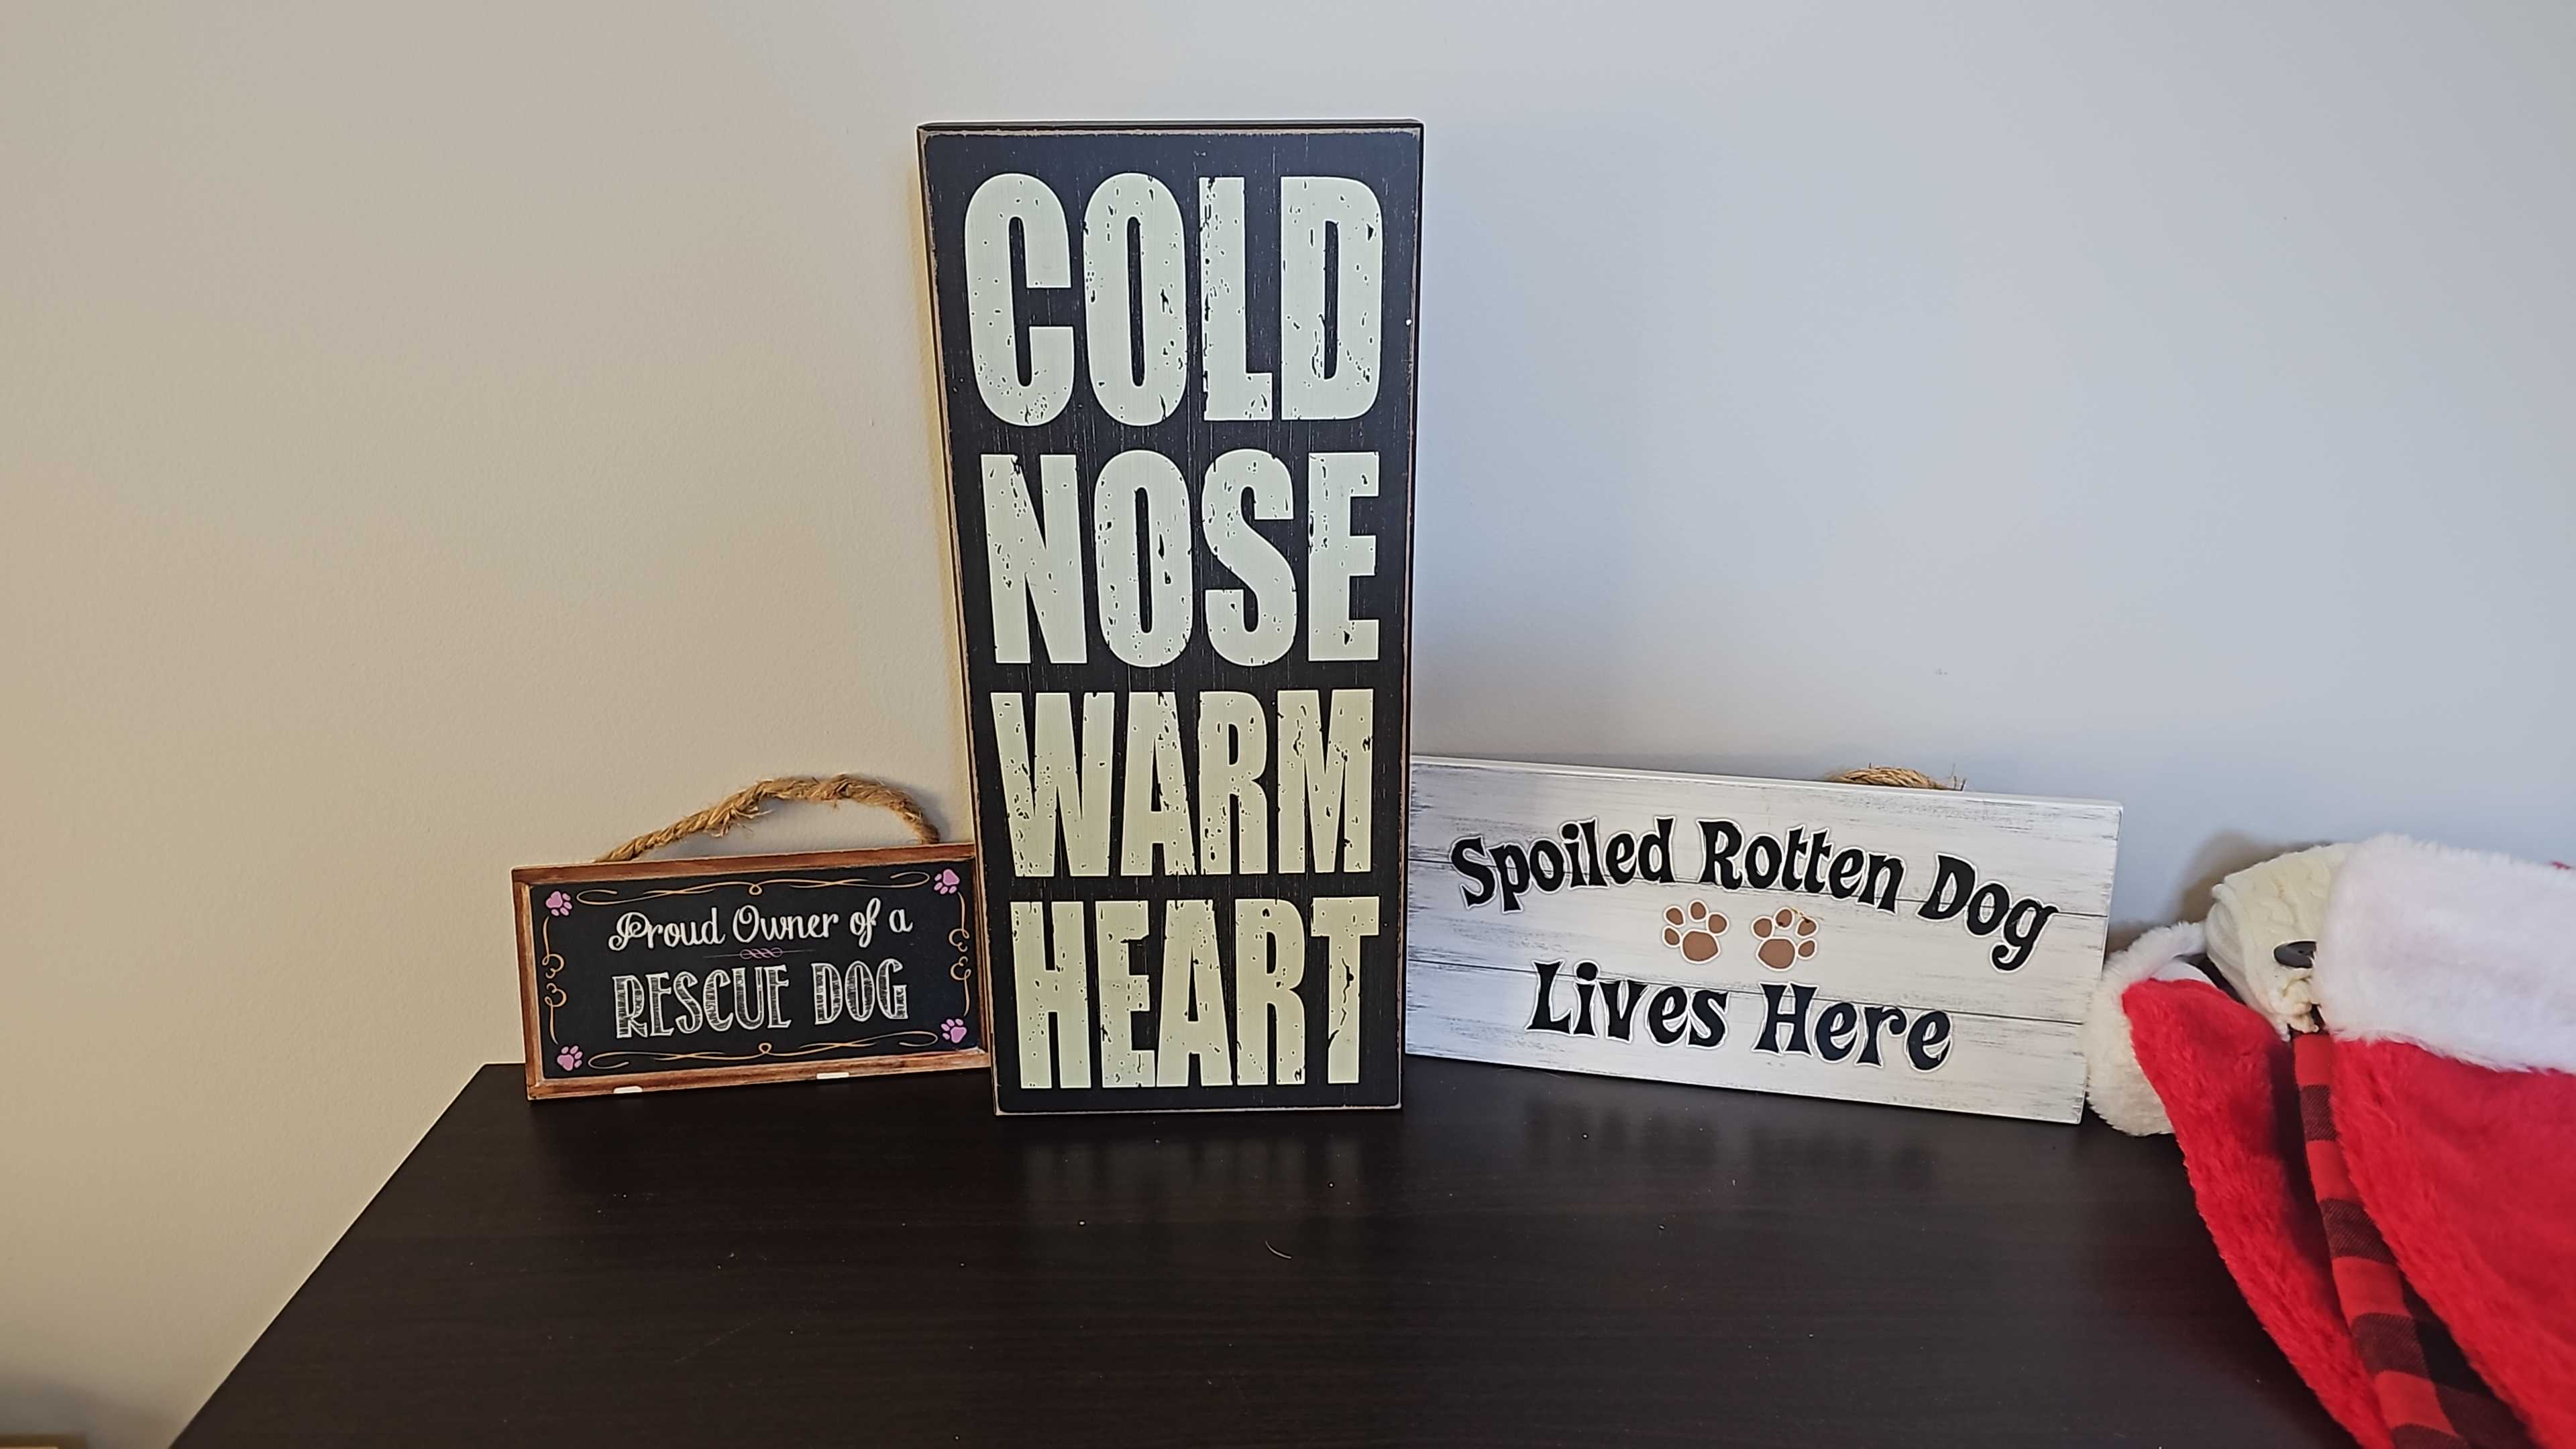 Proud Owner of a
RESCUE DOG
COLD
NOSE
WARM
HEART
Spoiled Rotten Dog
Lives Here